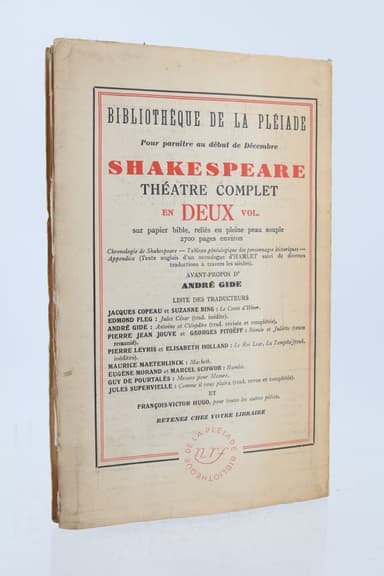 BIBLIOTHÈQUE DE LA PLÉIADE
Pour paraître au début de Décembre
SHAKESPEARE
THÉATRE COMPLET
EN DEUX VOL.
sur papier bible, reliés en pleine peau souple
2700 pages environ
Chronologie de Shakespeare — Tableau généalogique des personnages historiques —
Appendice (Texte anglais d'un monologue d'HAMLET suivi de diverses
traductions à travers les siècles).
AVANT-PROPOS D'
ANDRÉ GIDE
LISTE DES TRADUCTEURS
JACQUES COPEAU et SUZANNE BING : Le Conte d'Hiver.
EDMOND FLEG : Jules César (trad. inédite).
ANDRÉ GIDE : Antoine et Cléopâtre (trad. revisée et complétée).
PIERRE JEAN JOUVE et GEORGES PITOËFF : Roméo et Juliette (texte
remanié).
PIERRE LEYRIS et ELISABETH HOLLAND : Le Roi Lear, La Tempête (trad.
inédites).
MAURICE MAETERLINCK : Macbeth.
EUGÈNE MORAND et MARCEL SCHWOB : Hamlet.
GUY DE POURTALÈS : Mesure pour Mesure.
JULES SUPERVIELLE : Comme il vous plaira (trad. revue et complétée).
ET
FRANÇOIS-VICTOR HUGO, pour toutes les autres pièces.
RETENEZ CHEZ VOTRE LIBRAIRE
BIBLIOTHÈQUE DE LA PLÉIADE
nrf